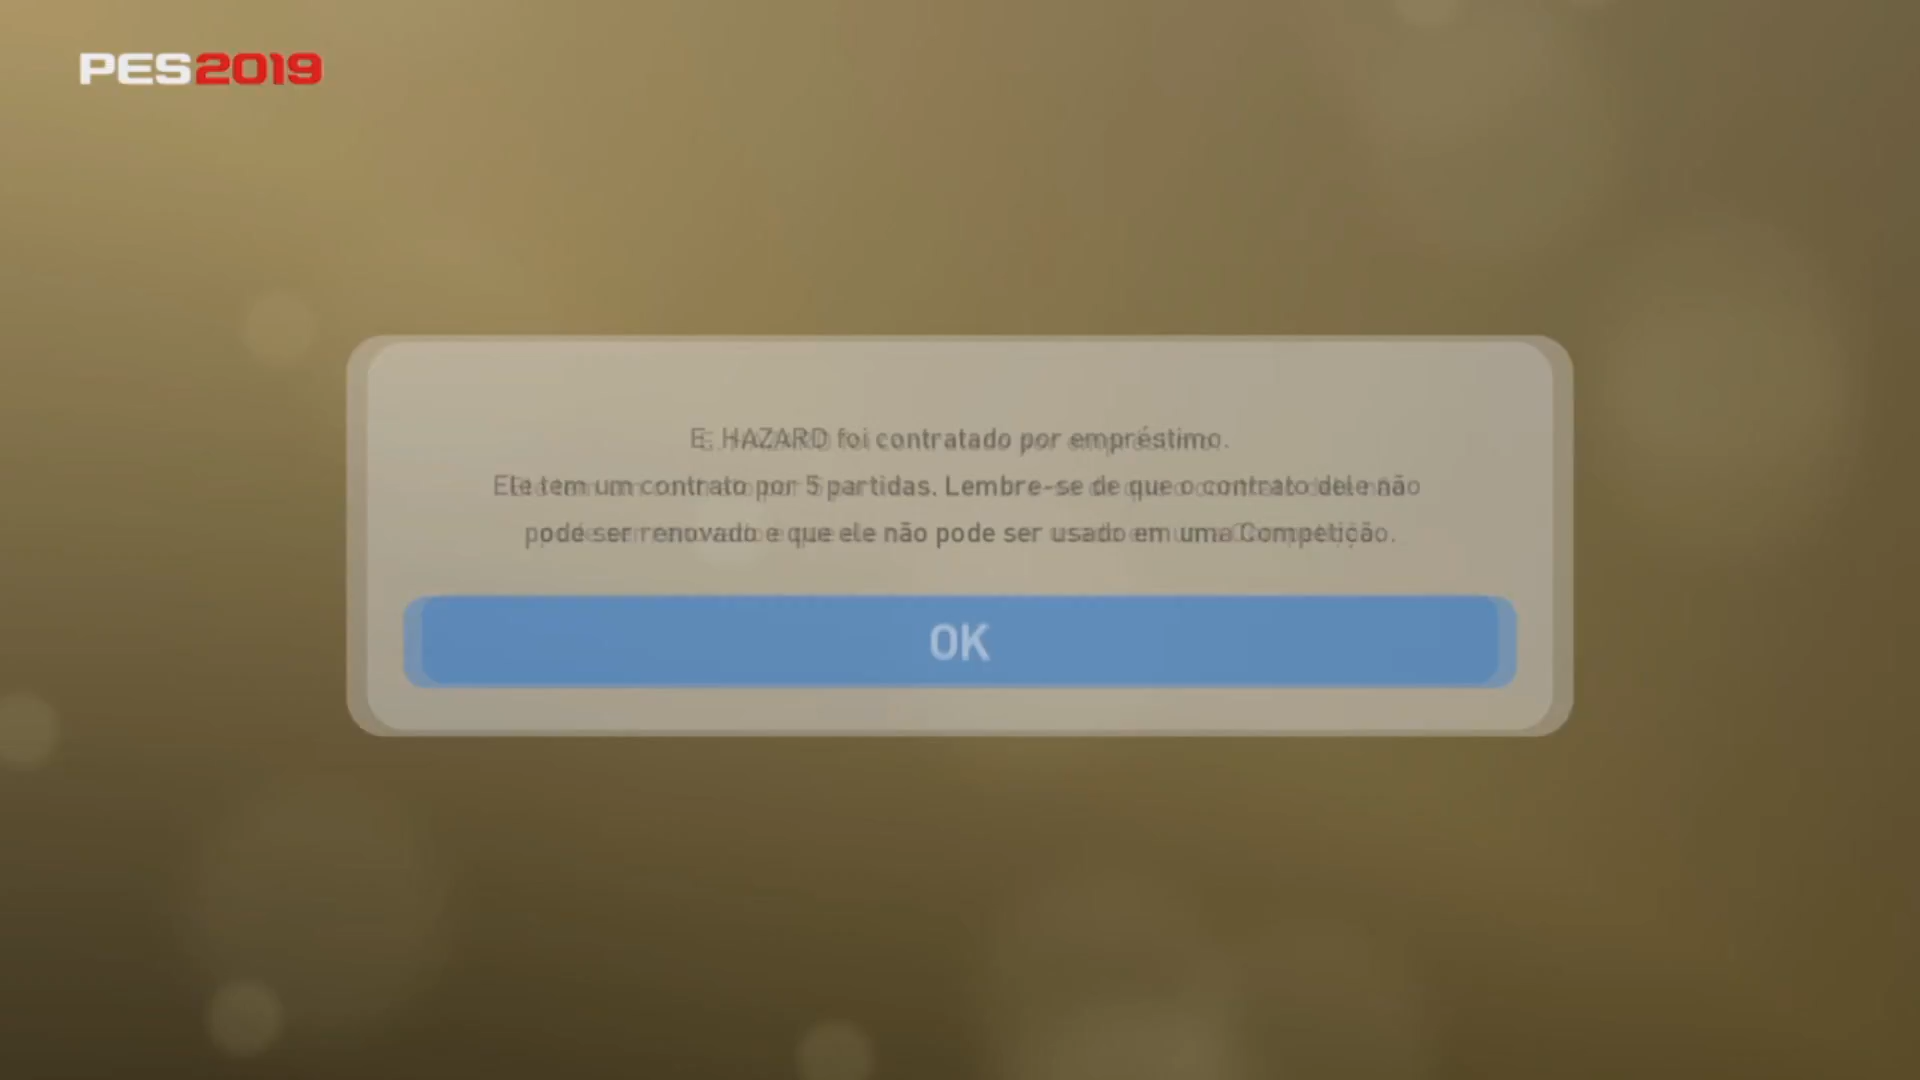 PES2019
E. HAZARD foi contratado por empréstimo.
Ele tem um contrato por 5 partidas. Lembre-se de que o contrato dele não
pode ser renovado e que ele não pode ser usado em uma Competição.
OK